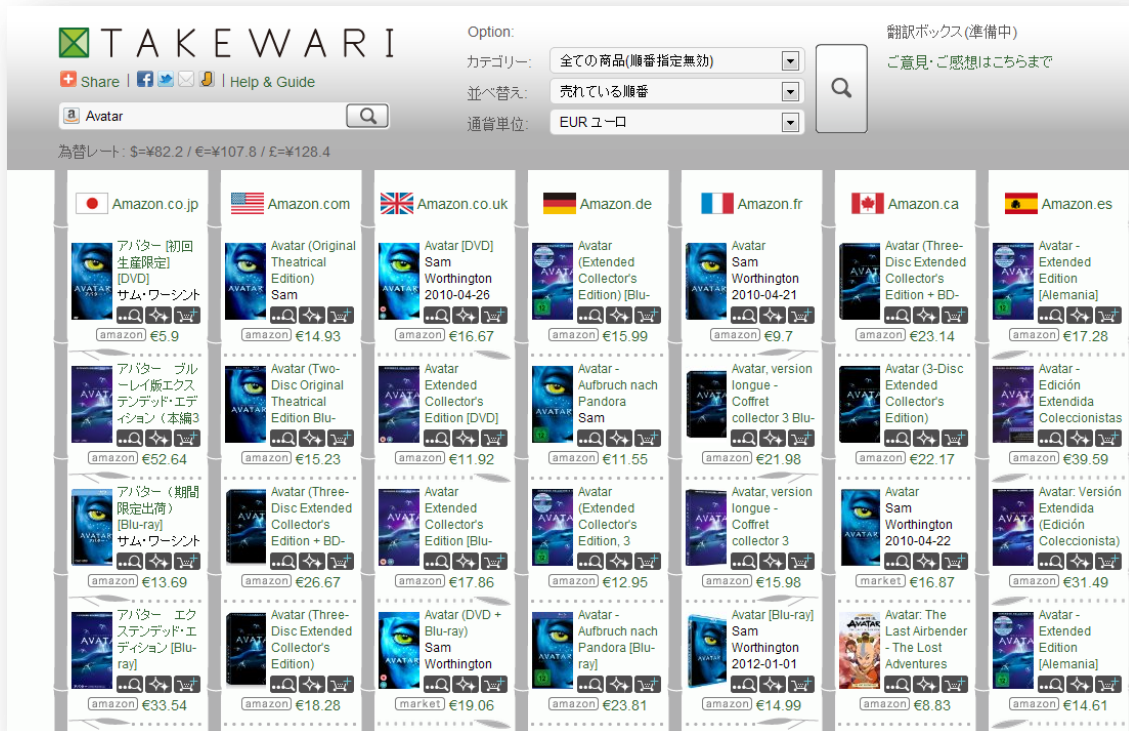 TAKEWARI
Share | | Help & Guide
Avatar
為替レート: $=¥82.2 / €=¥107.8 / £=¥128.4
Option:
カテゴリー: 全ての商品(順番指定無効)
並べ替え: 売れている順番
通貨単位: EUR ユーロ
翻訳ボックス(準備中)
ご意見・ご感想はこちらまで
Amazon.co.jp
アバター [初回
生産限定]
[DVD]
サム・ワーシント
amazon €5.9
アバター ブル
ーレイ版エクス
テンデッド・エデ
ィション(本編3
amazon €52.64
アバター(期間
限定出荷)
[Blu-ray]
サム・ワーシント
amazon €13.69
アバター エク
ステンデッド・エ
ディション [Blu-
ray]
amazon €33.54
Amazon.com
Avatar (Original
Theatrical
Edition)
Sam
amazon €14.93
Avatar (Two-
Disc Original
Theatrical
Edition Blu-
amazon €15.23
Avatar (Three-
Disc Extended
Collector's
Edition + BD-
amazon €26.67
Avatar (Three-
Disc Extended
Collector's
Edition)
amazon €18.28
Amazon.co.uk
Avatar [DVD]
Sam
Worthington
2010-04-26
amazon €16.67
Avatar
Extended
Collector's
Edition [DVD]
amazon €11.92
Avatar
Extended
Collector's
Edition [Blu-
amazon €17.86
Avatar (DVD +
Blu-ray)
Sam
Worthington
market €19.06
Amazon.de
Avatar
(Extended
Collector's
Edition) [Blu-
amazon €15.99
Avatar -
Aufbruch nach
Pandora
Sam
amazon €11.55
Avatar
(Extended
Collector's
Edition, 3
amazon €12.95
Avatar -
Aufbruch nach
Pandora [Blu-
ray]
amazon €23.81
Amazon.fr
Avatar
Sam
Worthington
2010-04-21
amazon €9.7
Avatar, version
longue -
Coffret
collector 3 Blu-
amazon €21.98
Avatar, version
longue -
Coffret
collector 3
amazon €15.98
Avatar [Blu-ray]
Sam
Worthington
2012-01-01
amazon €14.99
Amazon.ca
Avatar (Three-
Disc Extended
Collector's
Edition + BD-
amazon €23.14
Avatar (3-Disc
Extended
Collector's
Edition)
amazon €22.17
Avatar
Sam
Worthington
2010-04-22
market €16.87
Avatar: The
Last Airbender
- The Lost
Adventures
amazon €8.83
Amazon.es
Avatar -
Extended
Edition
[Alemania]
amazon €17.28
Avatar -
Edición
Extendida
Coleccionistas
amazon €39.59
Avatar: Versión
Extendida
(Edición
Coleccionista)
amazon €31.49
Avatar -
Extended
Edition
[Alemania]
amazon €14.61